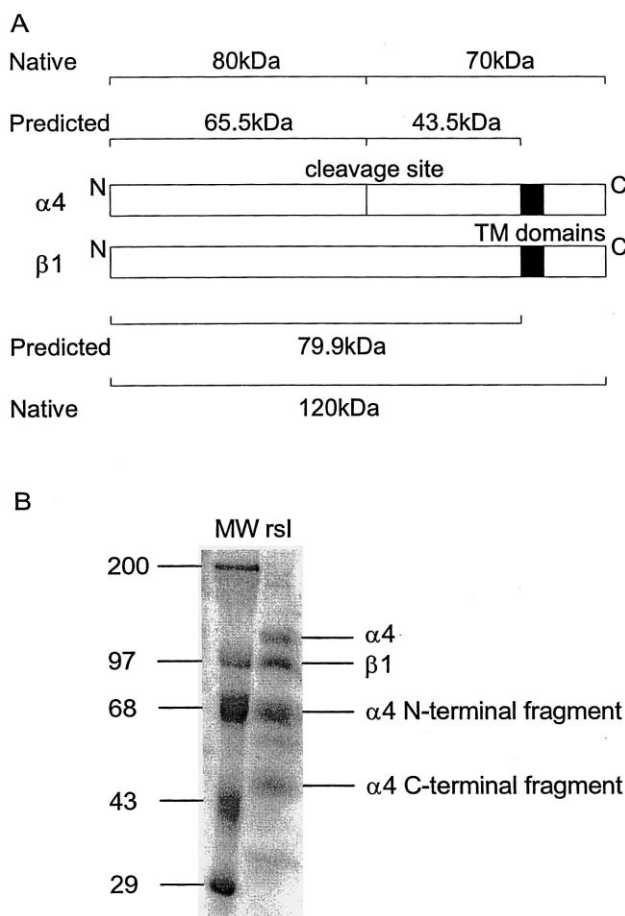 A
Native 80kDa 70kDa
Predicted 65.5kDa 43.5kDa
cleavage site
N C
α4
TM domains
N C
β1
Predicted 79.9kDa
Native 120kDa
B
MW rsI
200
α4
97 β1
68 α4 N-terminal fragment
α4 C-terminal fragment
43
29